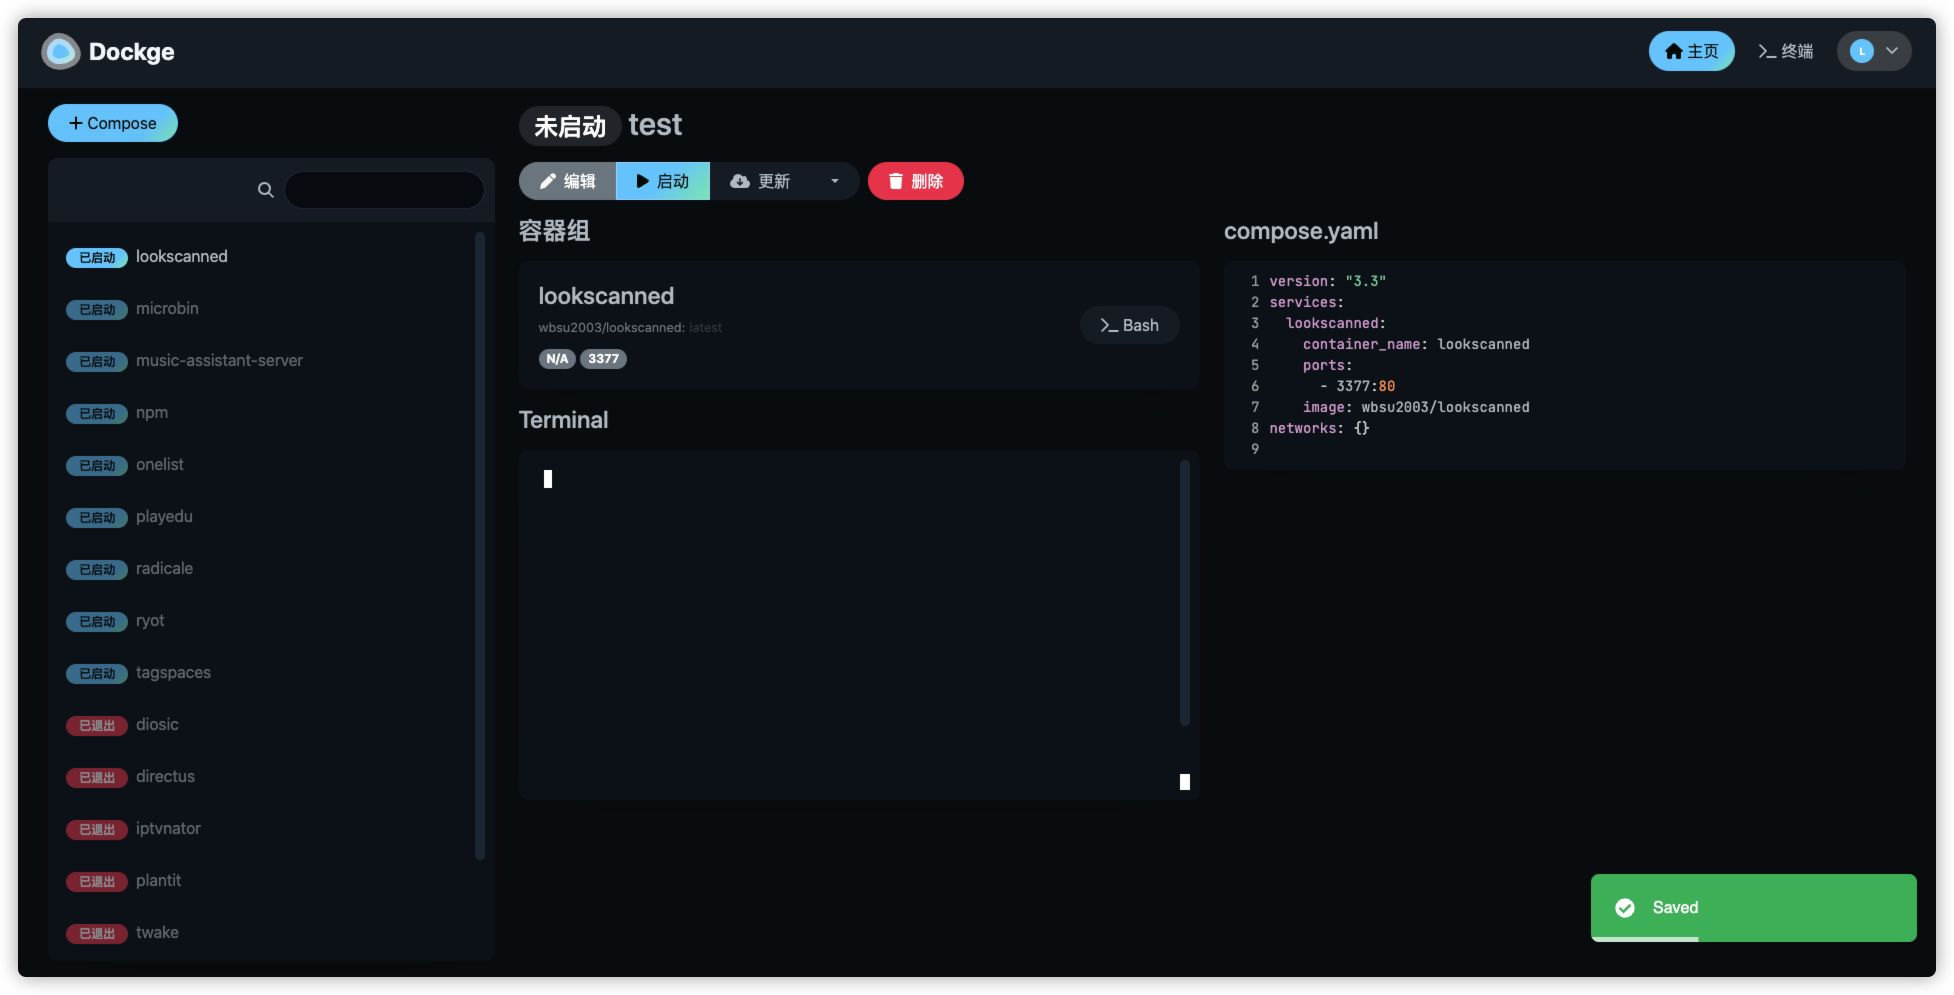 Dockge
主页
终端
L
Compose
已启动 lookscanned
已启动 microbin
已启动 music-assistant-server
已启动 npm
已启动 onelist
已启动 playedu
已启动 radicale
已启动 ryot
已启动 tagspaces
已退出 diosic
已退出 directus
已退出 iptvnator
已退出 plantit
已退出 twake
未启动 test
编辑 启动 更新 删除
容器组
lookscanned
wbsu2003/lookscanned: latest
N/A 3377
>_ Bash
Terminal
compose.yaml
1 version: "3.3"
2 services:
3 lookscanned:
4 container_name: lookscanned
5 ports:
6 - 3377:80
7 image: wbsu2003/lookscanned
8 networks: {}
9
Saved